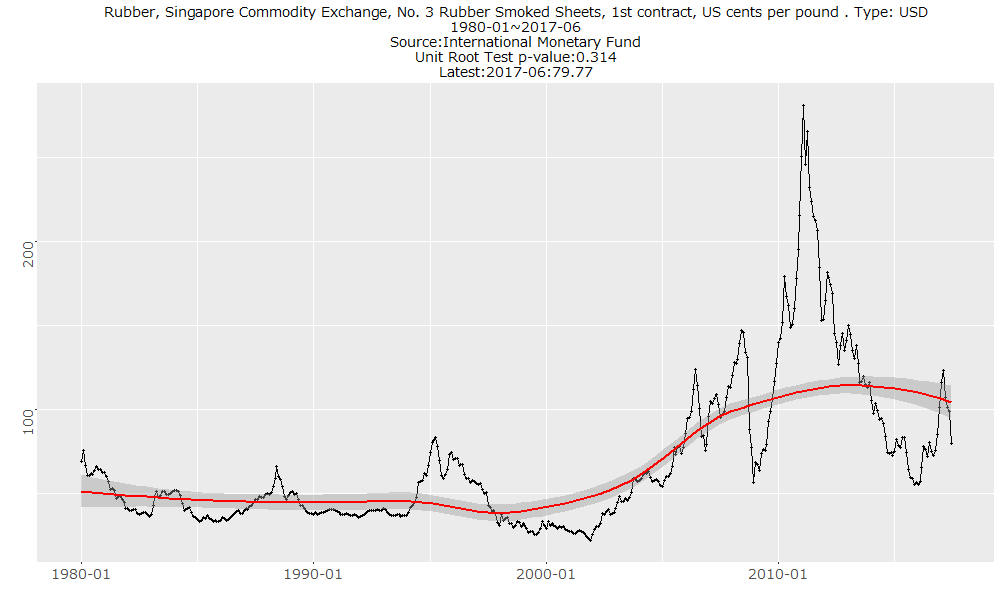 Rubber, Singapore Commodity Exchange, No. 3 Rubber Smoked Sheets, 1st contract, US cents per pound . Type: USD
1980-01~2017-06
Source:International Monetary Fund
Unit Root Test p-value:0.314
Latest:2017-06:79.77
200
100
1980-01
1990-01
2000-01
2010-01